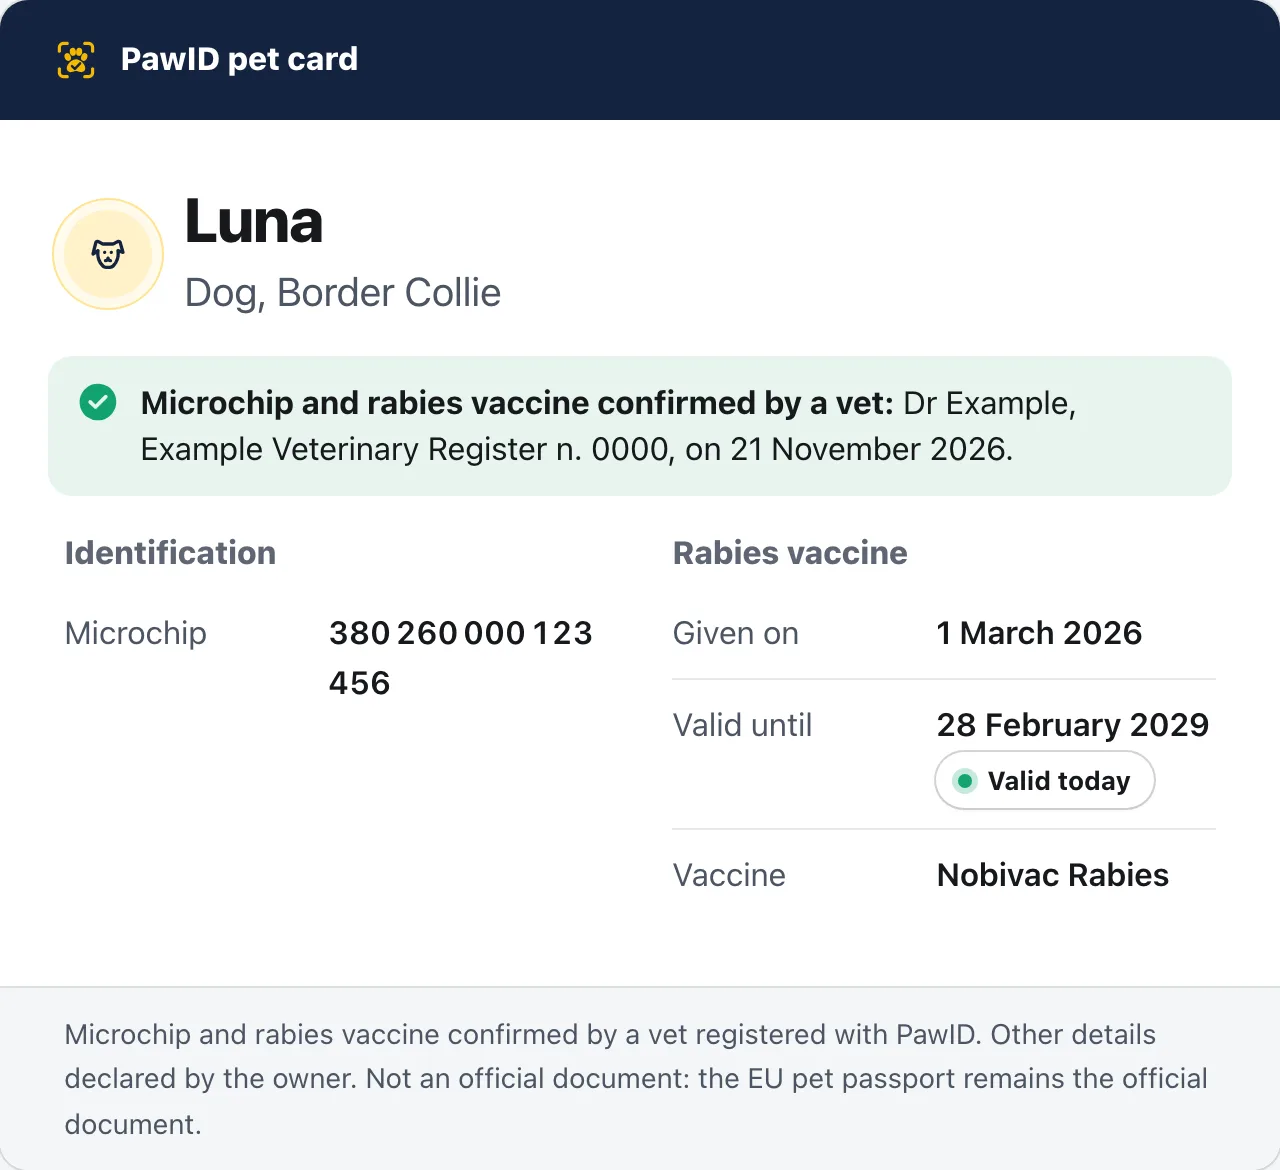 PawID pet card
Luna
Dog, Border Collie
Microchip and rabies vaccine confirmed by a vet: Dr Example,
Example Veterinary Register n. 0000, on 21 November 2026.
Identification
Microchip
380 260 000 123
456
Rabies vaccine
Given on
1 March 2026
Valid until
28 February 2029
Valid today
Vaccine
Nobivac Rabies
Microchip and rabies vaccine confirmed by a vet registered with PawID. Other details
declared by the owner. Not an official document: the EU pet passport remains the official
document.